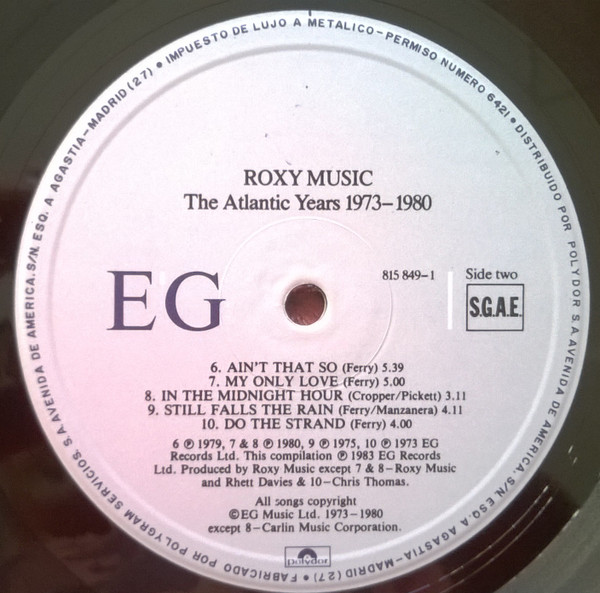 ROXY MUSIC
The Atlantic Years 1973–1980
EG
815 849–1
Side two
S.G.A.E.
6. AIN'T THAT SO (Ferry) 5.39
7. MY ONLY LOVE (Ferry) 5.00
8. IN THE MIDNIGHT HOUR (Cropper/Pickett) 3.11
9. STILL FALLS THE RAIN (Ferry/Manzanera) 4.11
10. DO THE STRAND (Ferry) 4.00
6 ℗ 1979, 7 & 8 ℗ 1980, 9 ℗ 1975, 10 ℗ 1973 EG
Records Ltd. This compilation ℗ 1983 EG Records
Ltd. Produced by Roxy Music except 7 & 8–Roxy Music
and Rhett Davies & 10–Chris Thomas.
All songs copyright
© EG Music Ltd. 1973–1980
except 8–Carlin Music Corporation.
polydor
• FABRICADO POR POLYGRAM SERVICIOS, S.A AVENIDA DE AMERICA, S/N. ESQ. A AGASTIA–MADRID (27) • IMPUESTO DE LUJO A METALICO–PERMISO NUMERO 6421 • DISTRIBUIDO POR POLYDOR S.A AVENIDA DE AMERICA, S/N. ESQ. A AGASTIA–MADRID (27)